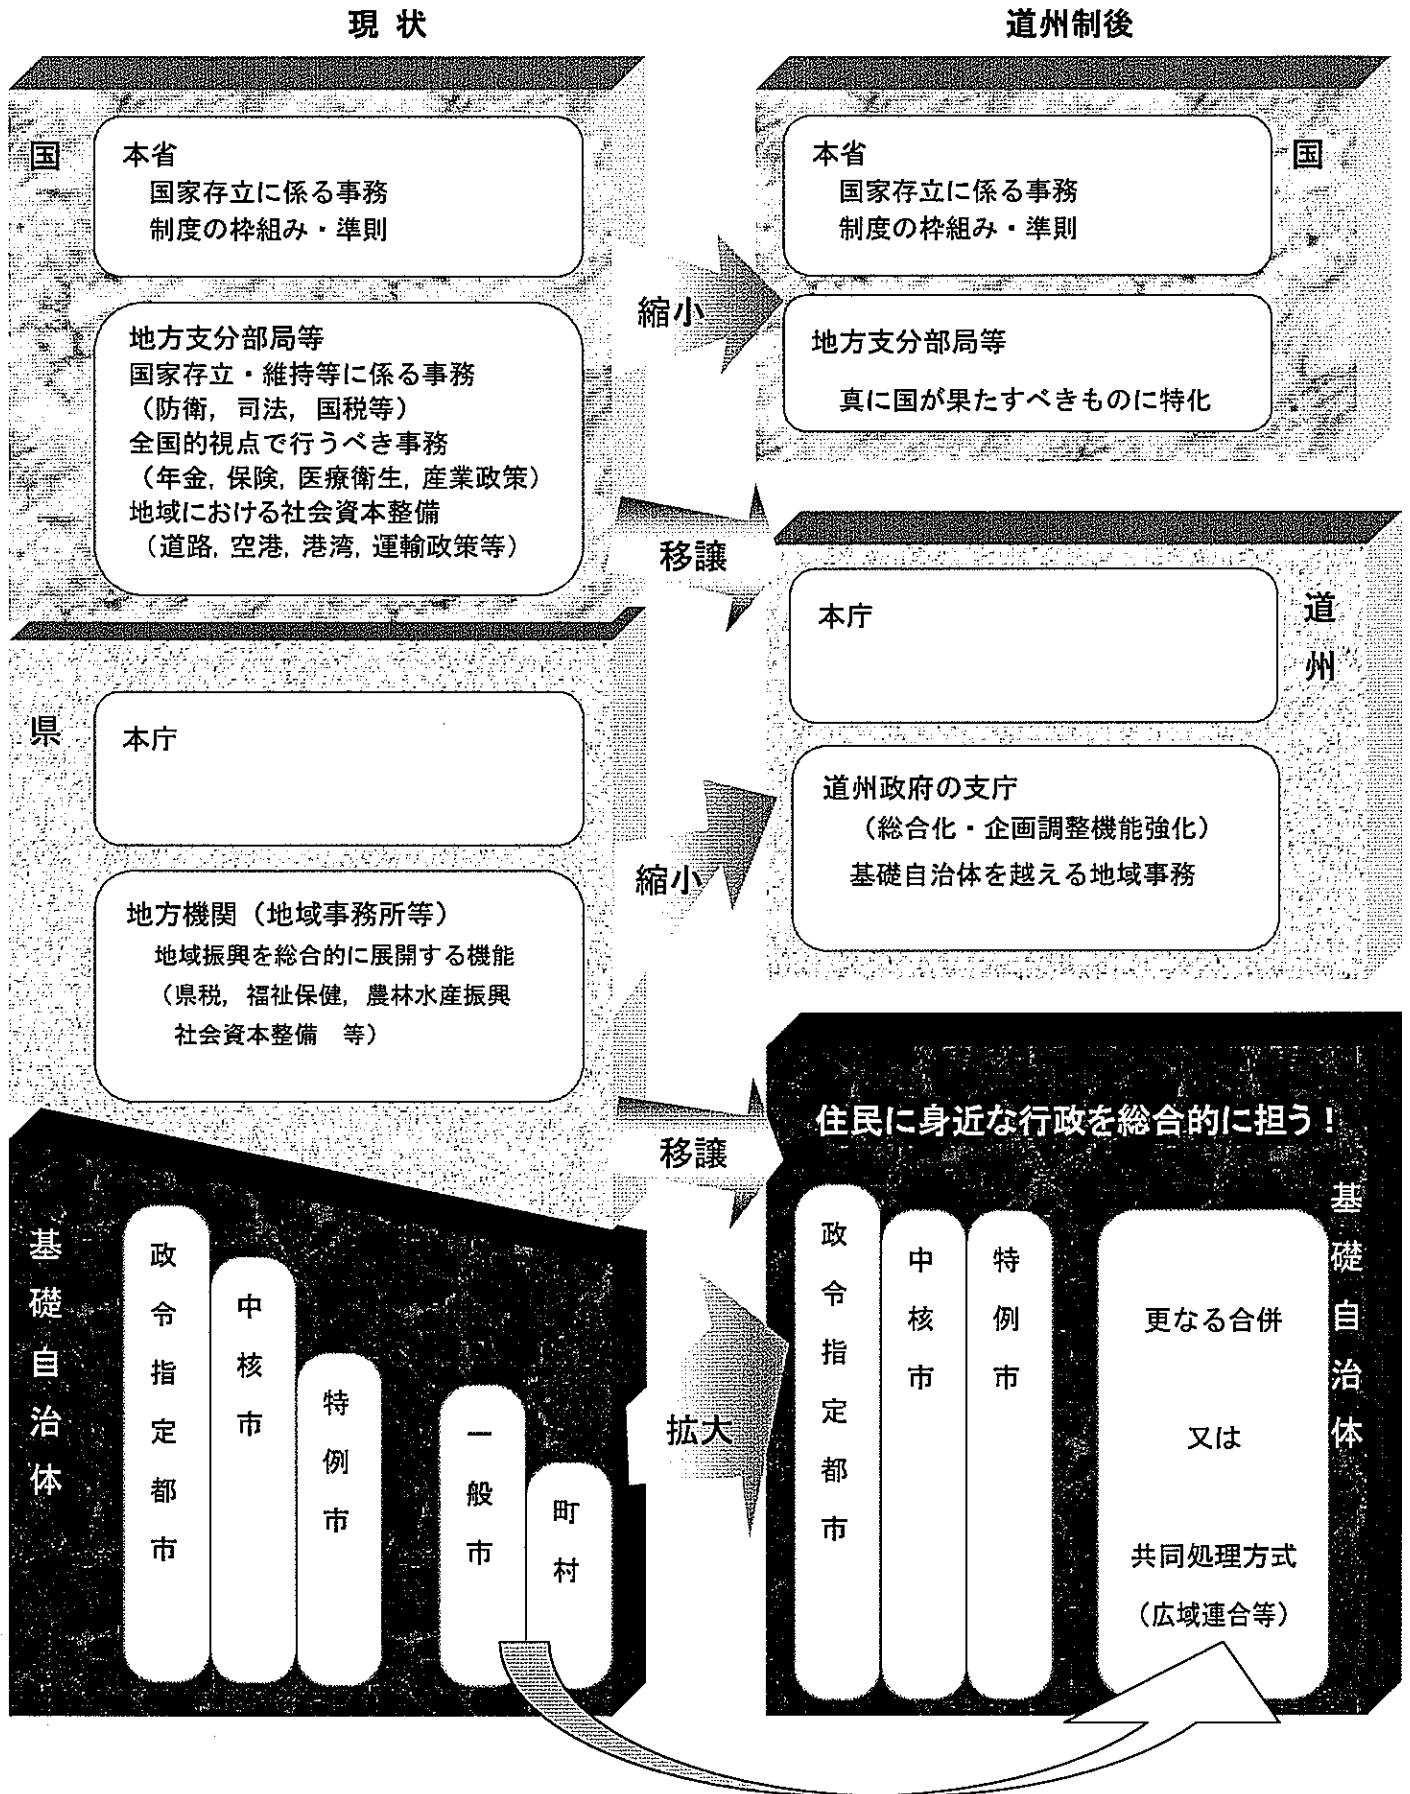 現 状
国
本省
国家存立に係る事務
制度の枠組み・準則
地方支分部局等
国家存立・維持等に係る事務
（防衛，司法，国税等）
全国的視点で行うべき事務
（年金，保険，医療衛生，産業政策）
地域における社会資本整備
（道路，空港，港湾，運輸政策等）
県
本庁
地方機関（地域事務所等）
地域振興を総合的に展開する機能
（県税，福祉保健，農林水産振興
社会資本整備　等）
基礎自治体
政令指定都市
中核市
特例市
一般市
町村
縮小
移譲
縮小
移譲
拡大
道州制後
国
本省
国家存立に係る事務
制度の枠組み・準則
地方支分部局等
真に国が果たすべきものに特化
道州
本庁
道州政府の支庁
（総合化・企画調整機能強化）
基礎自治体を越える地域事務
住民に身近な行政を総合的に担う！
基礎自治体
政令指定都市
中核市
特例市
更なる合併
又は
共同処理方式
（広域連合等）